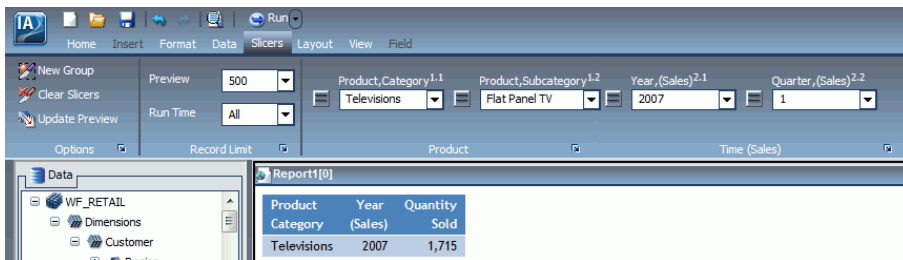 IA
Run
Home Insert Format Data Slicers Layout View Field
New Group
Clear Slicers
Update Preview
Options
Preview 500
Run Time All
Record Limit
Product,Category1.1
Televisions
Product,Subcategory1.2
Flat Panel TV
Product
Year,(Sales)2.1
2007
Quarter,(Sales)2.2
1
Time (Sales)
Data
WF_RETAIL
Dimensions
Customer
Report1[0]
Product Year Quantity
Category (Sales) Sold
Televisions 2007 1,715